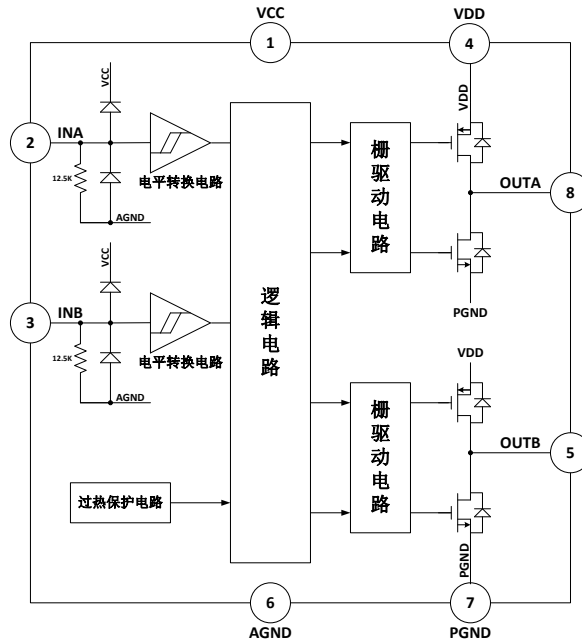 VCC
VDD
1
4
VCC
VDD
2
INA
12.5K
AGND
电平转换电路
栅驱动电路
OUTA
8
VCC
3
INB
12.5K
AGND
电平转换电路
逻辑电路
PGND
VDD
栅驱动电路
OUTB
5
过热保护电路
PGND
6
7
AGND
PGND